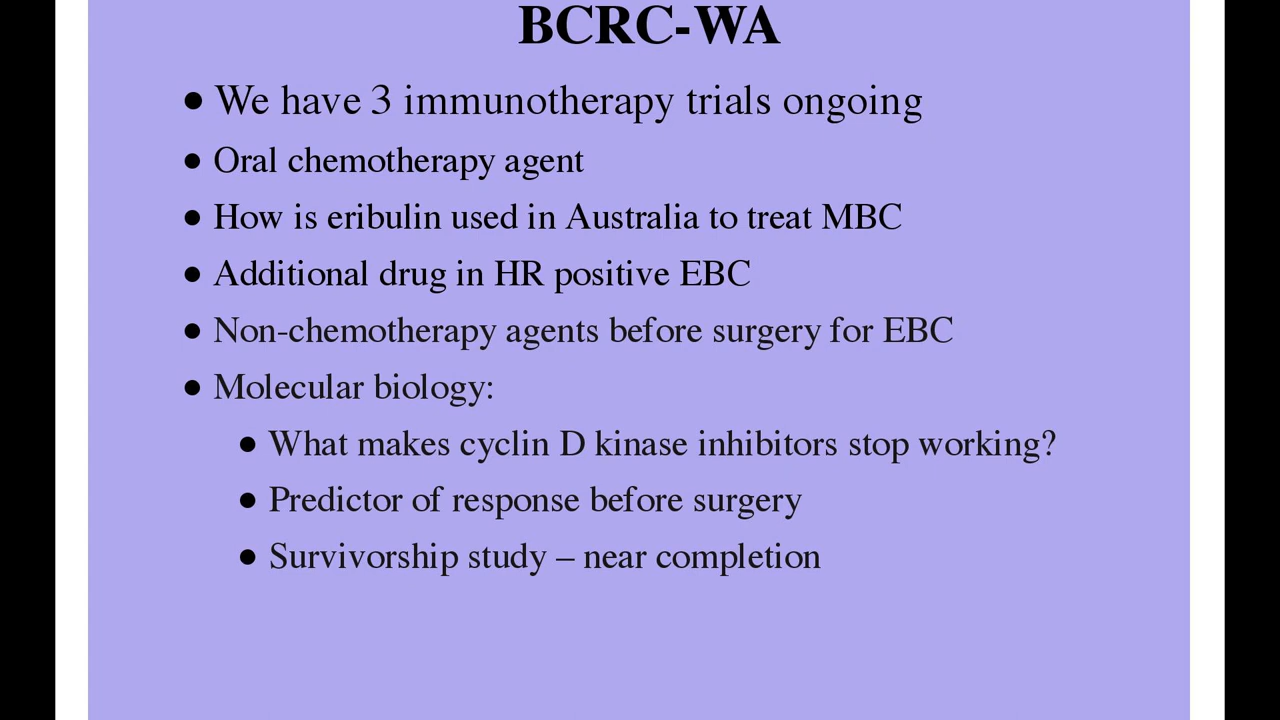 BCRC-WA
• We have 3 immunotherapy trials ongoing
• Oral chemotherapy agent
• How is eribulin used in Australia to treat MBC
• Additional drug in HR positive EBC
• Non-chemotherapy agents before surgery for EBC
• Molecular biology:
• What makes cyclin D kinase inhibitors stop working?
• Predictor of response before surgery
• Survivorship study – near completion